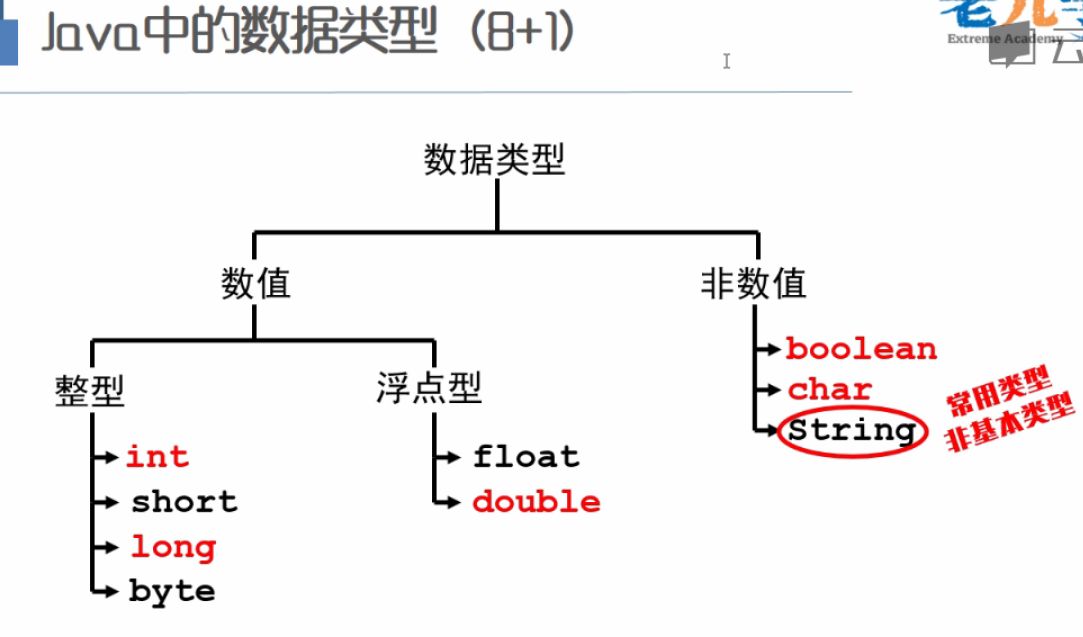 Java中的数据类型（8+1）
Extreme Academy
数据类型
数值
非数值
boolean
char
String
常用类型
非基本类型
整型
浮点型
int
short
long
byte
float
double